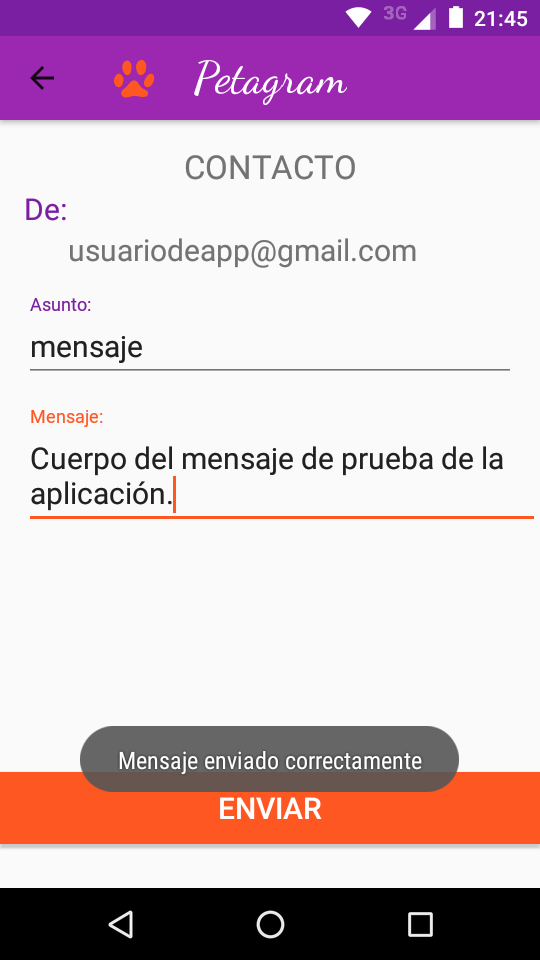 3G 21:45
Petagram
CONTACTO
De:
usuariodeapp@gmail.com
Asunto:
mensaje
Mensaje:
Cuerpo del mensaje de prueba de la
aplicación.
Mensaje enviado correctamente
ENVIAR